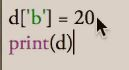 d['b'] = 20
print(d)